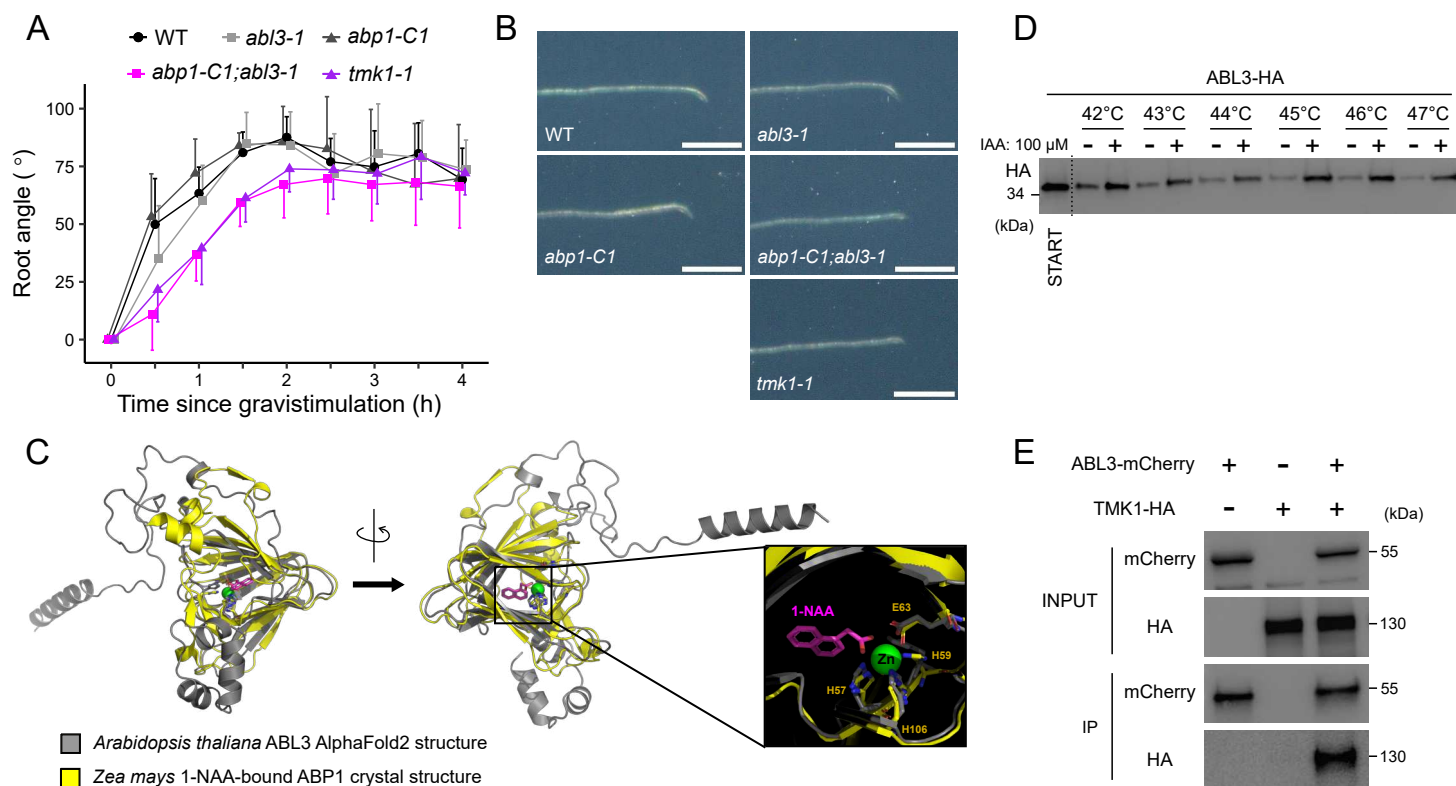 A
WT abl3-1 abp1-C1
abp1-C1;abl3-1 tmk1-1
Root angle (°)
100
75
50
25
0
0 1 2 3 4
Time since gravistimulation (h)
B
WT
abl3-1
abp1-C1
abp1-C1;abl3-1
tmk1-1
C
1-NAA
E63
Zn
H59
H57
H106
Arabidopsis thaliana ABL3 AlphaFold2 structure
Zea mays 1-NAA-bound ABP1 crystal structure
D
ABL3-HA
42°C 43°C 44°C 45°C 46°C 47°C
IAA: 100 μM - + - + - + - + - + - +
HA
34
(kDa)
START
E
ABL3-mCherry + - +
TMK1-HA - + + (kDa)
INPUT
mCherry 55
HA 130
IP
mCherry 55
HA 130